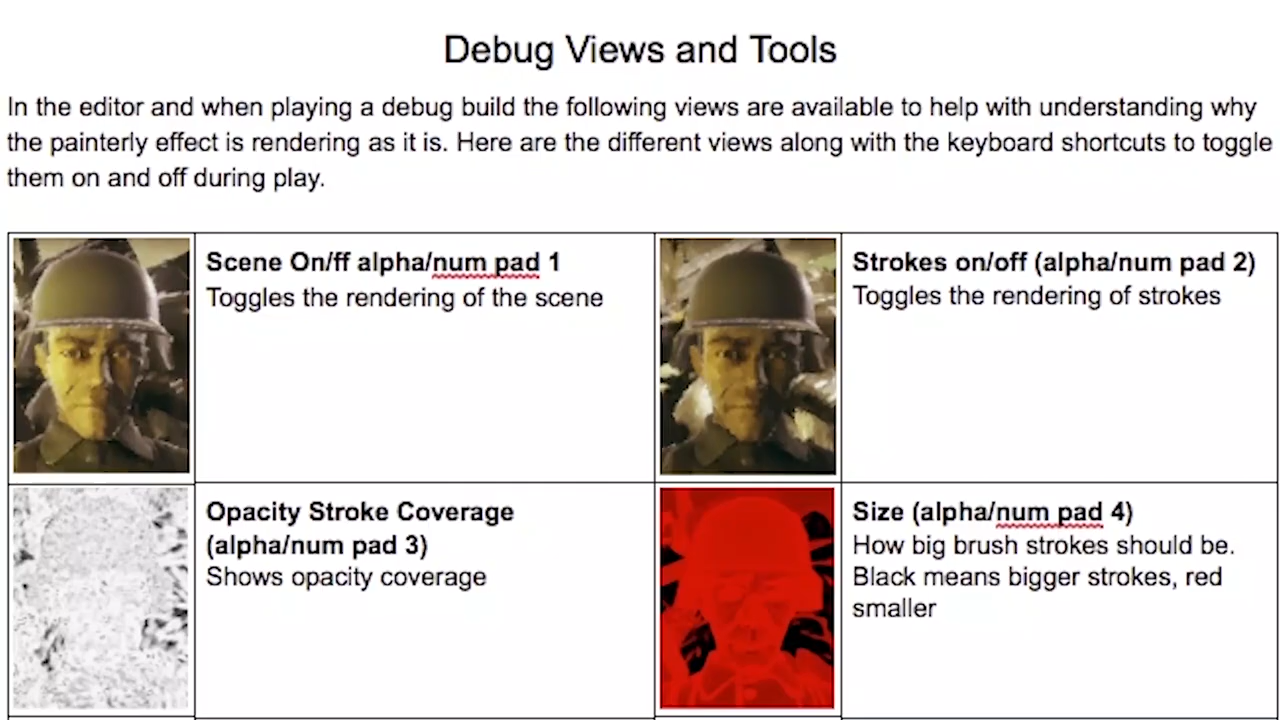 Debug Views and Tools
In the editor and when playing a debug build the following views are available to help with understanding why
the painterly effect is rendering as it is. Here are the different views along with the keyboard shortcuts to toggle
them on and off during play.
Scene On/ff alpha/num pad 1
Toggles the rendering of the scene
Strokes on/off (alpha/num pad 2)
Toggles the rendering of strokes
Opacity Stroke Coverage
(alpha/num pad 3)
Shows opacity coverage
Size (alpha/num pad 4)
How big brush strokes should be.
Black means bigger strokes, red
smaller